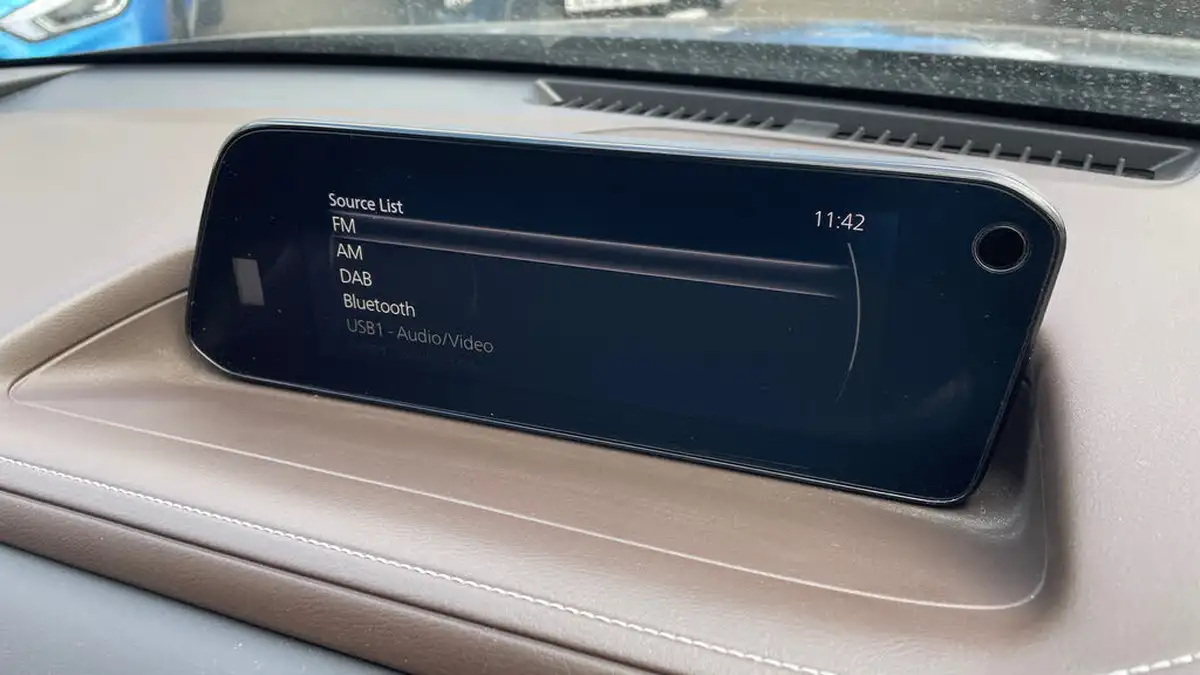 Source List
11:42
FM
AM
DAB
Bluetooth
USB1 - Audio/Video